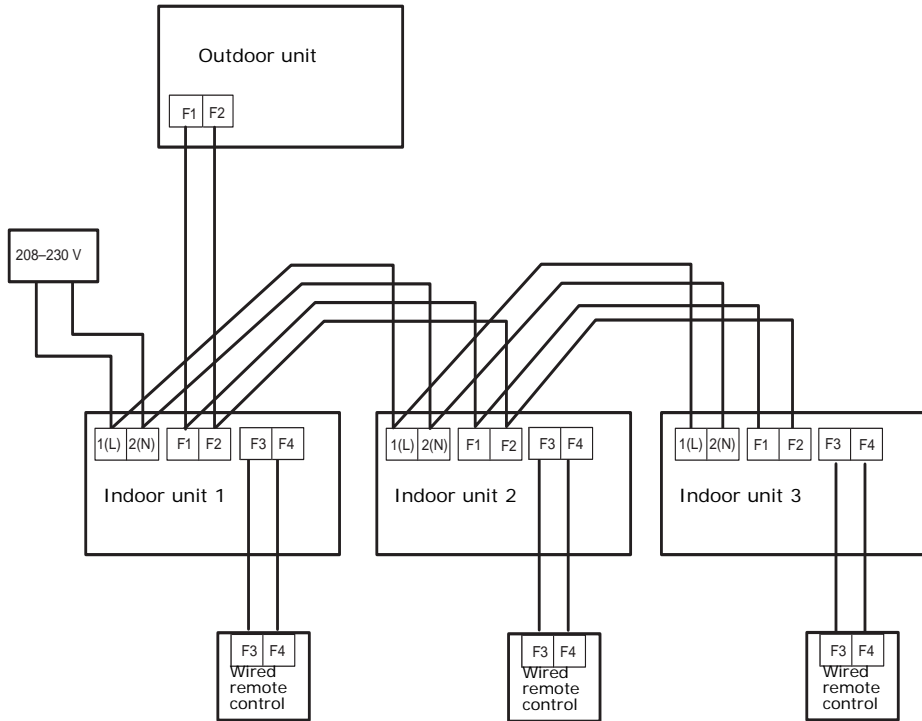 Outdoor unit
F1 F2
208–230 V
1(L) 2(N) F1 F2 F3 F4
Indoor unit 1
1(L) 2(N) F1 F2 F3 F4
Indoor unit 2
1(L) 2(N) F1 F2 F3 F4
Indoor unit 3
F3 F4
Wired
remote
control
F3 F4
Wired
remote
control
F3 F4
Wired
remote
control